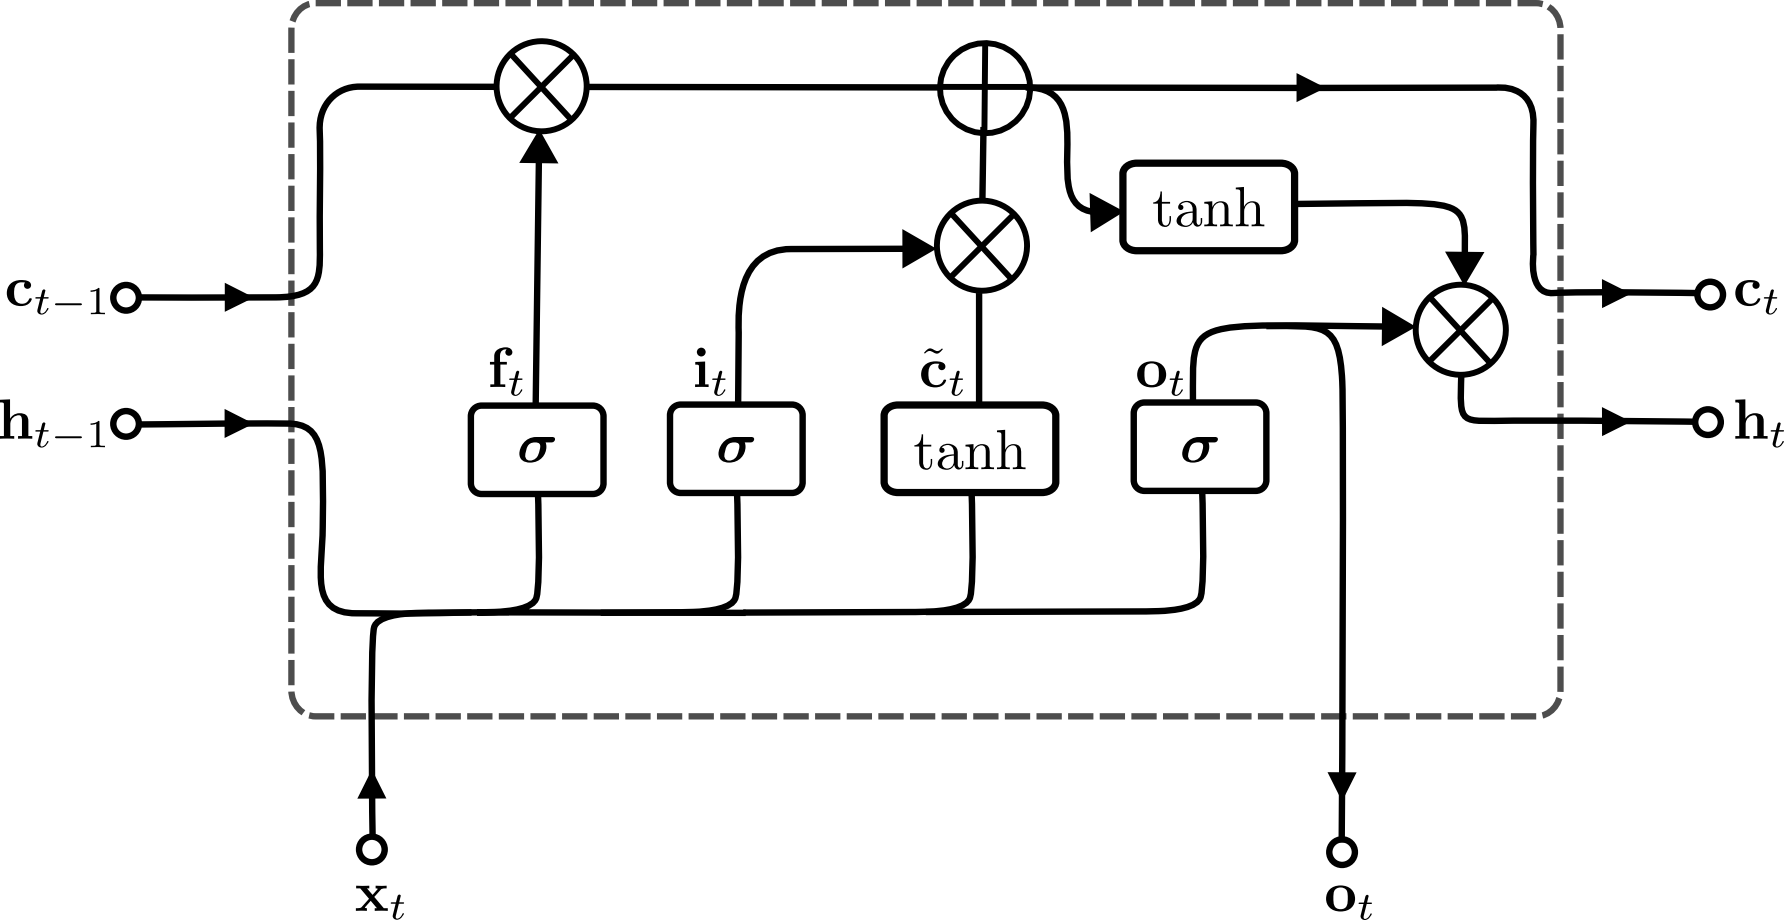 tanh
c_{t−1}
c_t
f_t
i_t
c̃_t
o_t
h_{t−1}
h_t
σ
σ
tanh
σ
x_t
o_t